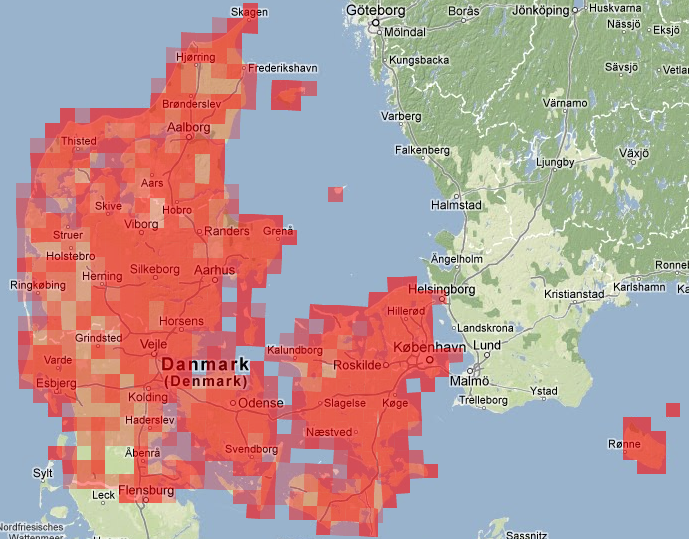 Skagen
Göteborg
Borås
Jönköping
Huskvarna
Nässjö
Eksjö
Mölndal
Hjørring
Kungsbacka
Frederikshavn
Sävsjö
Vetlan
Brønderslev
Värnamo
Aalborg
Varberg
Thisted
Falkenberg
Ljungby
Växjö
Aars
Skive
Hobro
Halmstad
Viborg
Struer
Randers
Grenå
Holstebro
Ängelholm
Silkeborg
Aarhus
Ronneb
Herning
Ringkøbing
Helsingborg
Karlshamn
Ka
Kristianstad
Hillerød
Horsens
Landskrona
Grindsted
Vejle
Kalundborg
København
Lund
Varde
Danmark
(Denmark)
Roskilde
Esbjerg
Malmö
Kolding
Odense
Slagelse
Køge
Trelleborg
Ystad
Haderslev
Næstved
Rønne
Svendborg
Åbenrå
Sylt
Leck
Flensburg
Nordfriesisches
Wattenmeer
Sassnitz